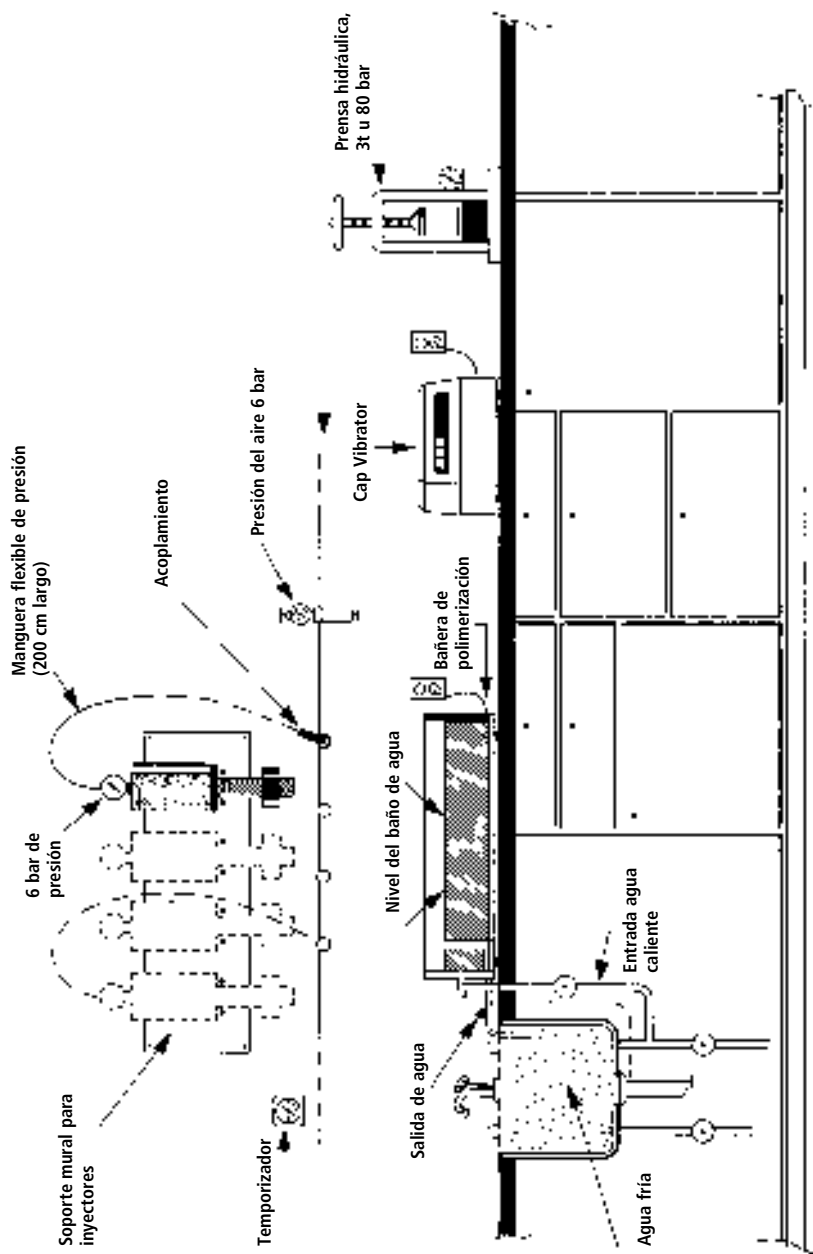 Soporte mural para
inyectores
6 bar de
presión
Manguera flexible de presión
(200 cm largo)
Acoplamiento
Presión del aire 6 bar
Temporizador
Prensa hidráulica,
3t u 80 bar
Cap Vibrator
Bañera de
polimerización
Nivel del baño de agua
Salida de agua
Entrada agua
caliente
Agua fría